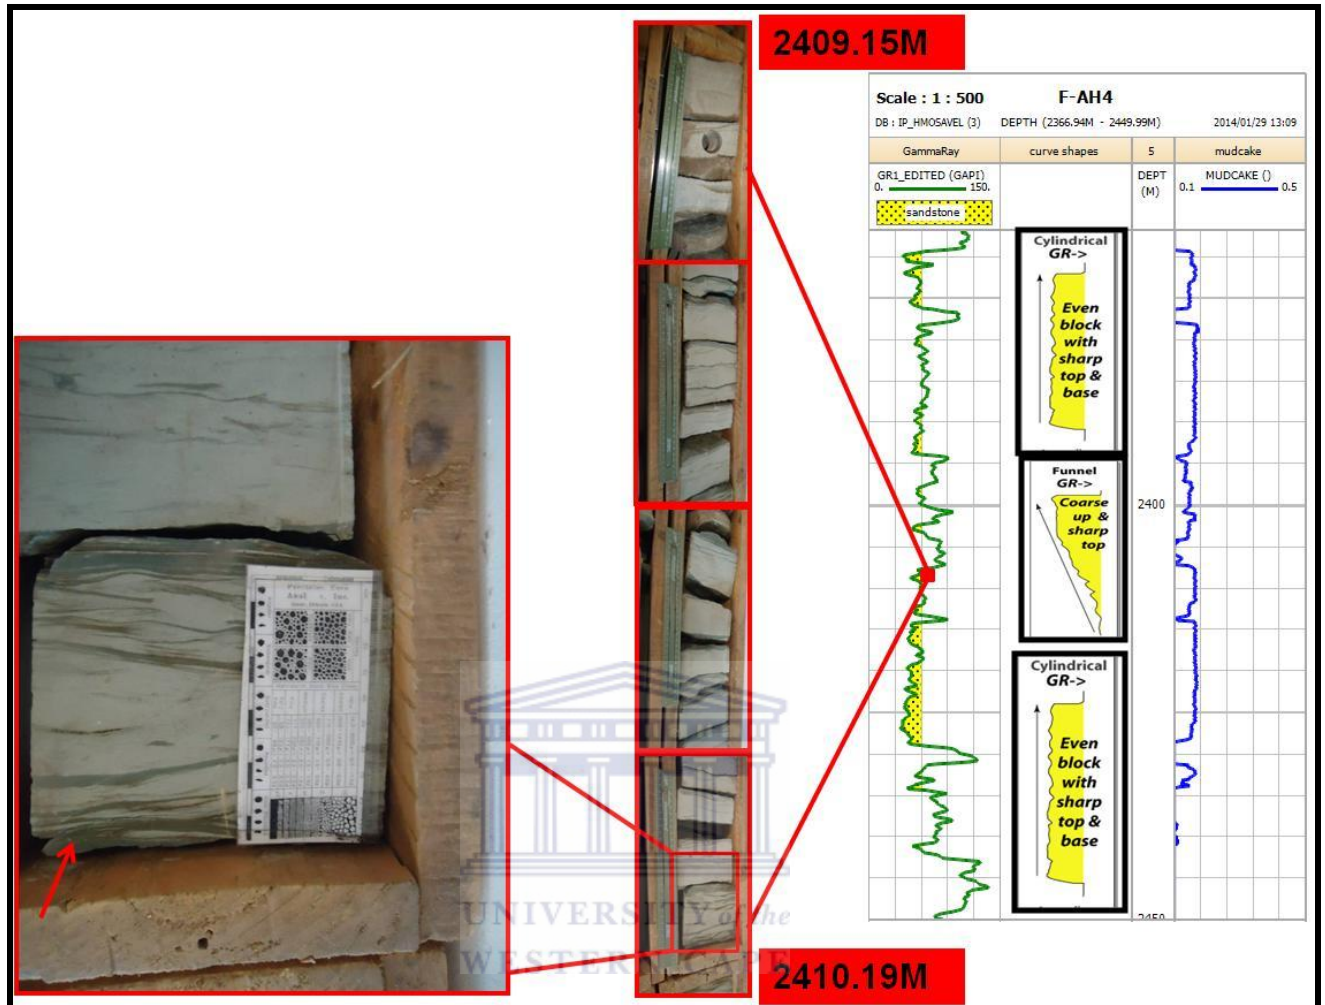 2409.15M
Scale : 1 : 500
F-AH4
DB : IP_HMOSAVEL (3)
DEPTH (2366.94M - 2449.99M)
2014/01/29 13:09
GammaRay
curve shapes
5
mudcake
GR1_EDITED (GAPI)
0.
150.
sandstone
DEPT
(M)
MUDCAKE ()
0.1
0.5
Cylindrical
GR->
Even
block
with
sharp
top &
base
Funnel
GR->
Coarse
up &
sharp
top
2400
Cylindrical
GR->
Even
block
with
sharp
top &
base
2450
UNIVERSITY of the
WESTERN CAPE
2410.19M